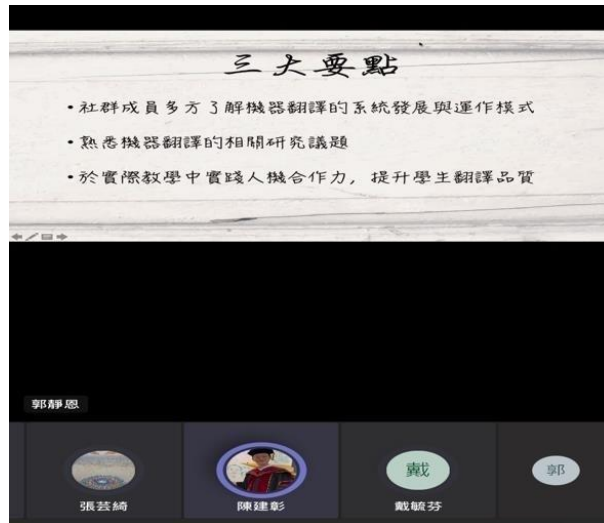 三大要點
•社群成員多方了解機器翻譯的系統發展與運作模式
•熟悉機器翻譯的相關研究議題
•於實際教學中實踐人機合作力，提升學生翻譯品質
郭靜恩
戴
郭
張芸綺
陳建彰
戴毓芬